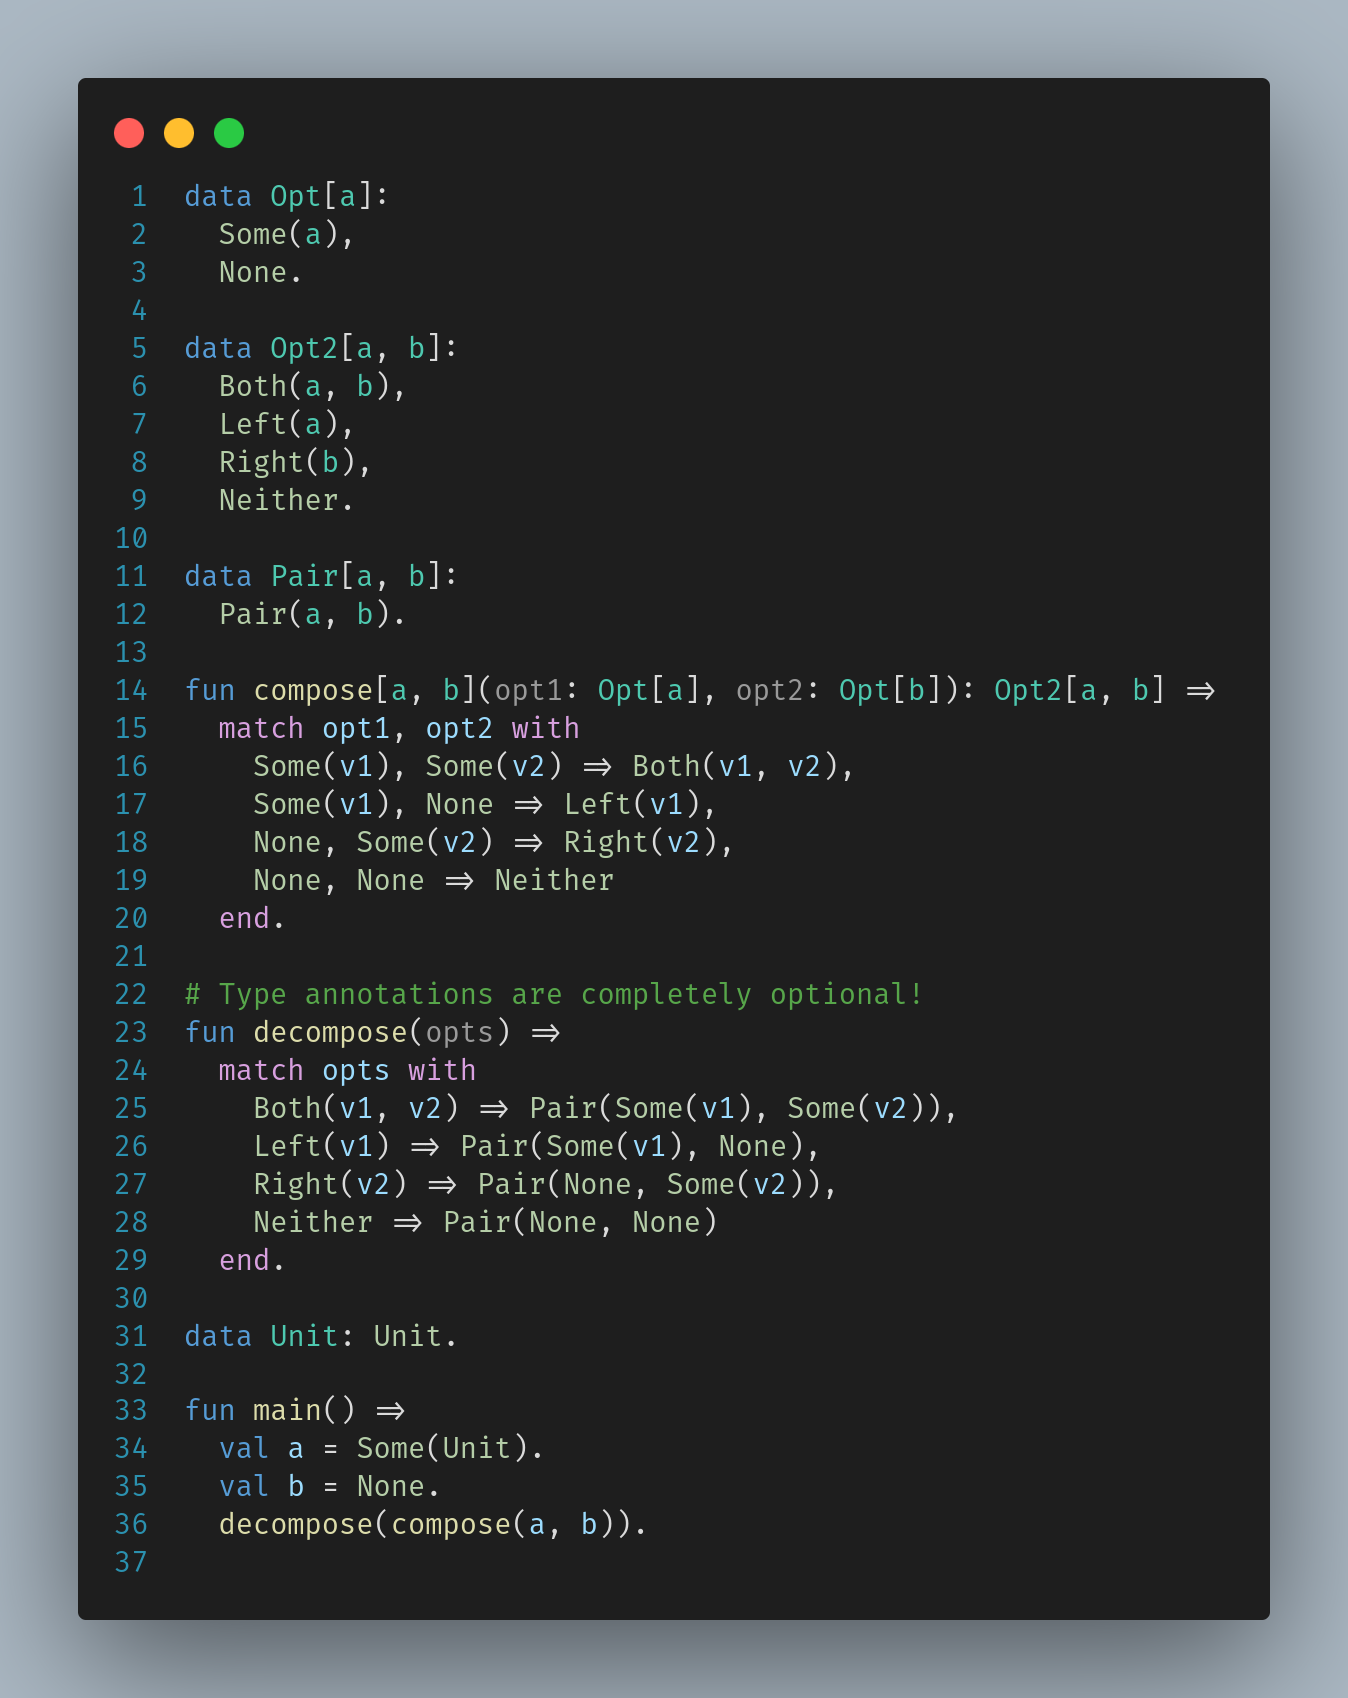 1 data Opt[a]:
2   Some(a),
3   None.
4
5 data Opt2[a, b]:
6   Both(a, b),
7   Left(a),
8   Right(b),
9   Neither.
10
11 data Pair[a, b]:
12   Pair(a, b).
13
14 fun compose[a, b](opt1: Opt[a], opt2: Opt[b]): Opt2[a, b] =>
15   match opt1, opt2 with
16     Some(v1), Some(v2) => Both(v1, v2),
17     Some(v1), None => Left(v1),
18     None, Some(v2) => Right(v2),
19     None, None => Neither
20   end.
21
22 # Type annotations are completely optional!
23 fun decompose(opts) =>
24   match opts with
25     Both(v1, v2) => Pair(Some(v1), Some(v2)),
26     Left(v1) => Pair(Some(v1), None),
27     Right(v2) => Pair(None, Some(v2)),
28     Neither => Pair(None, None)
29   end.
30
31 data Unit: Unit.
32
33 fun main() =>
34   val a = Some(Unit).
35   val b = None.
36   decompose(compose(a, b)).
37